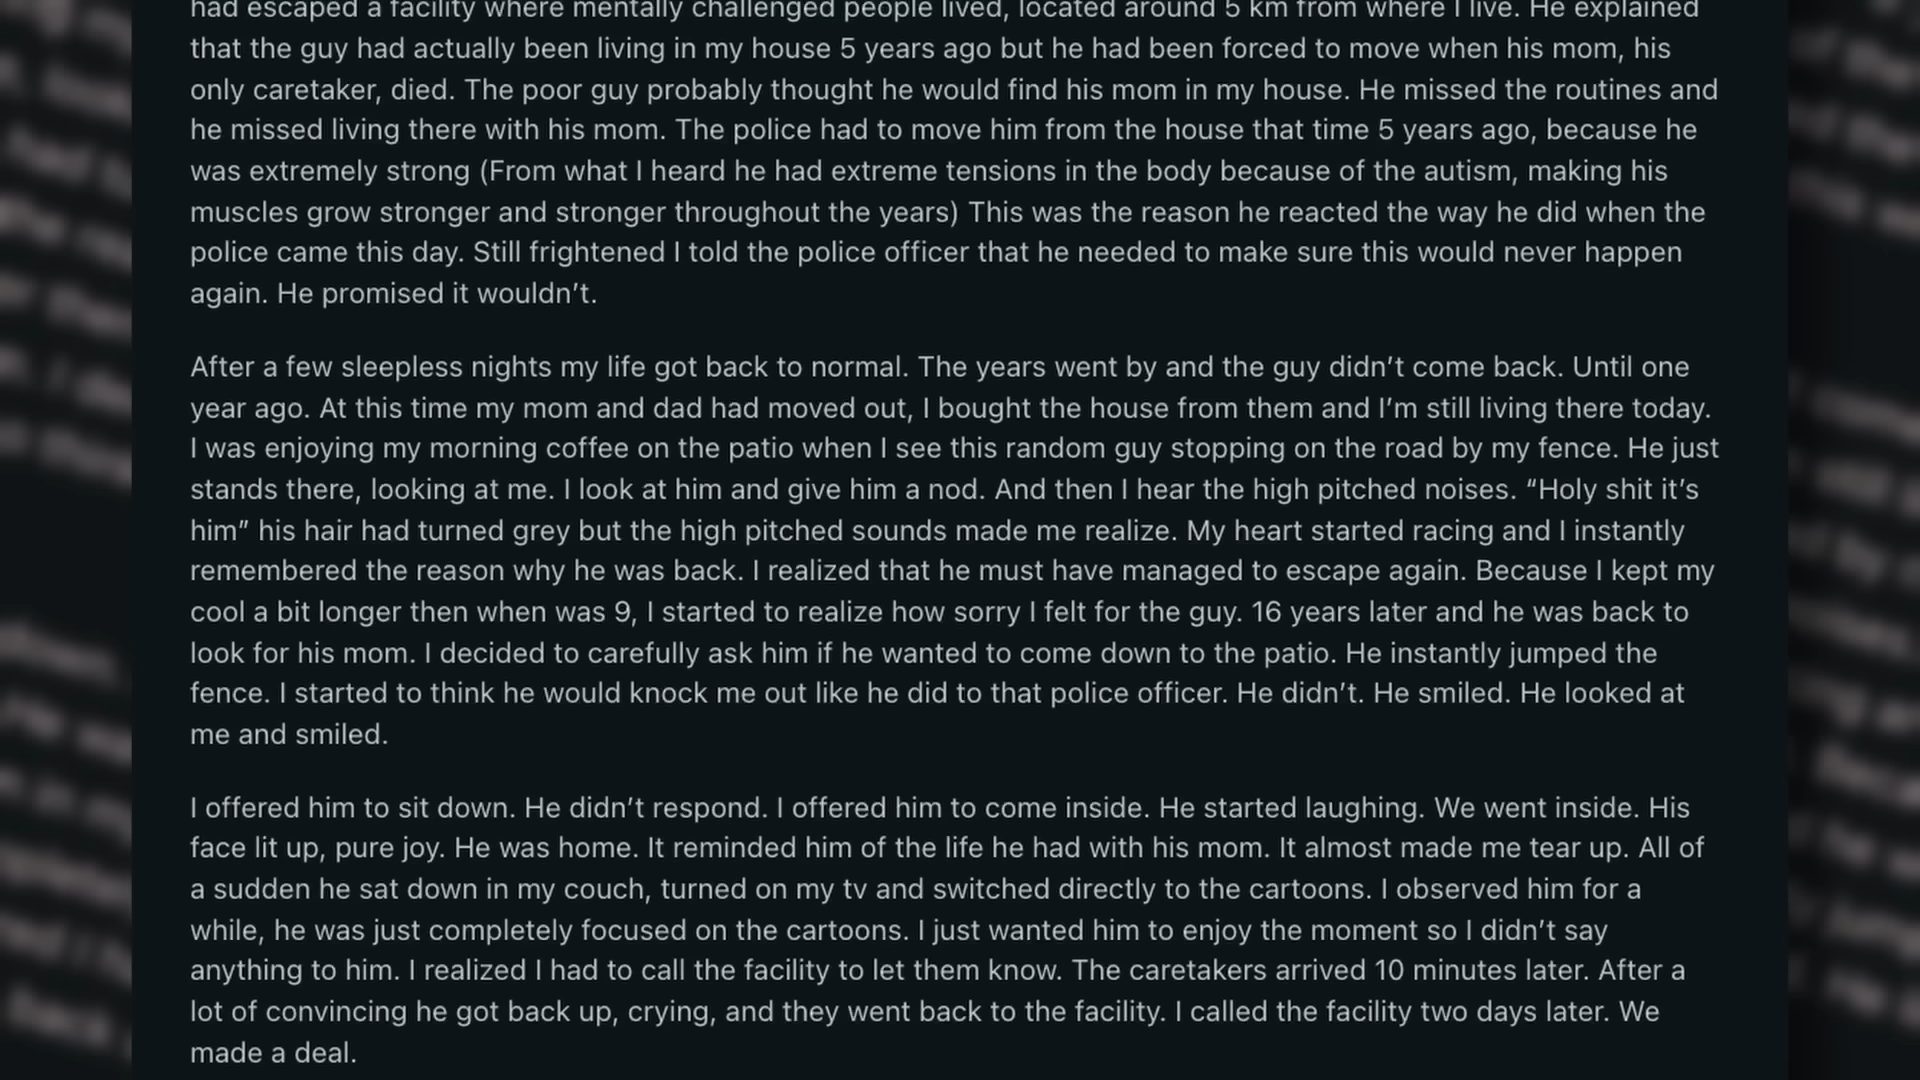 had escaped a facility where mentally challenged people lived, located around 5 km from where I live. He explained
that the guy had actually been living in my house 5 years ago but he had been forced to move when his mom, his
only caretaker, died. The poor guy probably thought he would find his mom in my house. He missed the routines and
he missed living there with his mom. The police had to move him from the house that time 5 years ago, because he
was extremely strong (From what I heard he had extreme tensions in the body because of the autism, making his
muscles grow stronger and stronger throughout the years) This was the reason he reacted the way he did when the
police came this day. Still frightened I told the police officer that he needed to make sure this would never happen
again. He promised it wouldn’t.
After a few sleepless nights my life got back to normal. The years went by and the guy didn’t come back. Until one
year ago. At this time my mom and dad had moved out, I bought the house from them and I’m still living there today.
I was enjoying my morning coffee on the patio when I see this random guy stopping on the road by my fence. He just
stands there, looking at me. I look at him and give him a nod. And then I hear the high pitched noises. “Holy shit it’s
him” his hair had turned grey but the high pitched sounds made me realize. My heart started racing and I instantly
remembered the reason why he was back. I realized that he must have managed to escape again. Because I kept my
cool a bit longer then when was 9, I started to realize how sorry I felt for the guy. 16 years later and he was back to
look for his mom. I decided to carefully ask him if he wanted to come down to the patio. He instantly jumped the
fence. I started to think he would knock me out like he did to that police officer. He didn’t. He smiled. He looked at
me and smiled.
I offered him to sit down. He didn’t respond. I offered him to come inside. He started laughing. We went inside. His
face lit up, pure joy. He was home. It reminded him of the life he had with his mom. It almost made me tear up. All of
a sudden he sat down in my couch, turned on my tv and switched directly to the cartoons. I observed him for a
while, he was just completely focused on the cartoons. I just wanted him to enjoy the moment so I didn’t say
anything to him. I realized I had to call the facility to let them know. The caretakers arrived 10 minutes later. After a
lot of convincing he got back up, crying, and they went back to the facility. I called the facility two days later. We
made a deal.